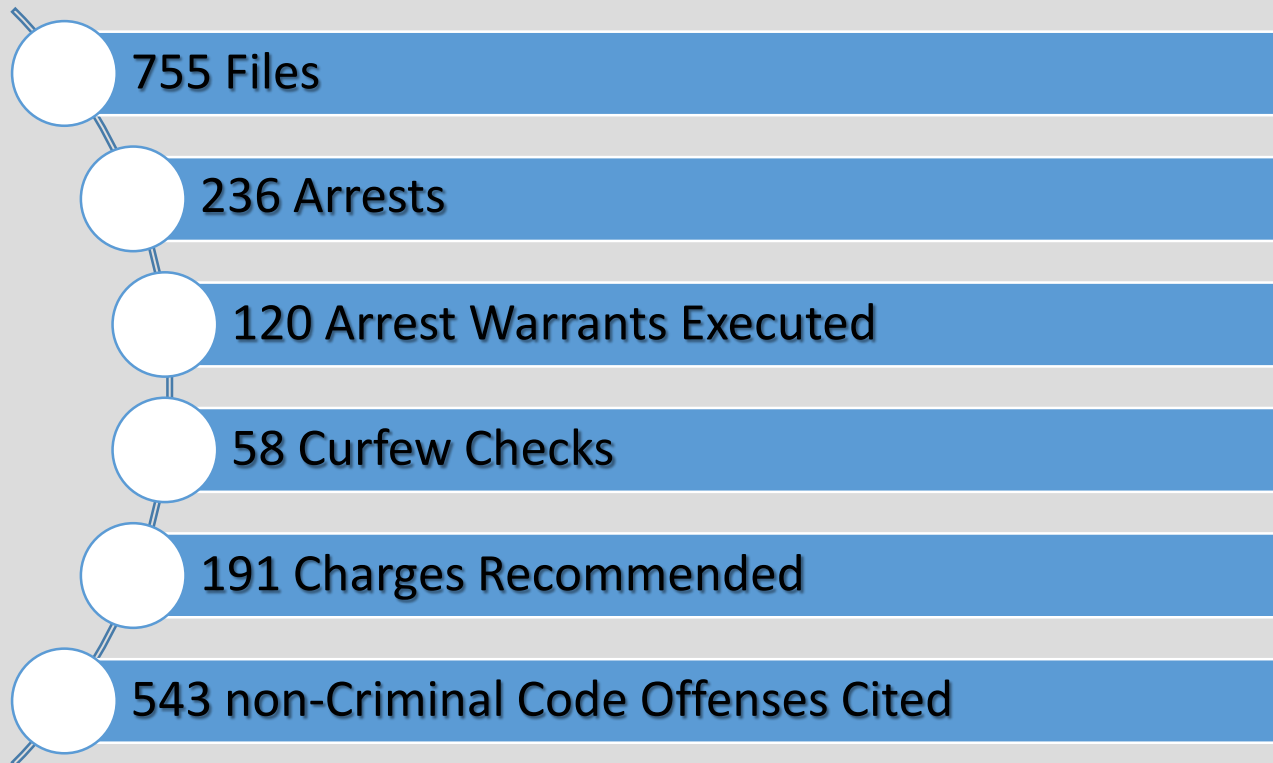 755 Files
236 Arrests
120 Arrest Warrants Executed
58 Curfew Checks
191 Charges Recommended
543 non-Criminal Code Offenses Cited